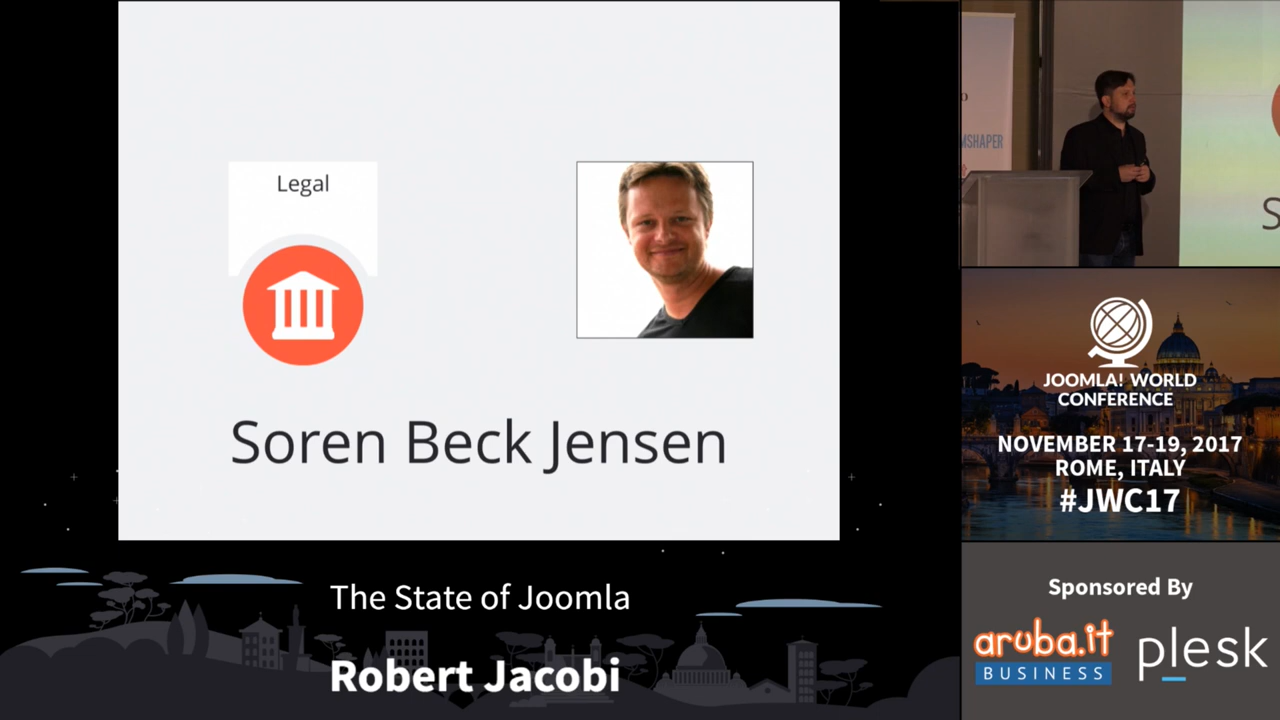 Legal
Soren Beck Jensen
The State of Joomla
Robert Jacobi
MSHAPER
S
JOOMLA! WORLD
CONFERENCE
NOVEMBER 17-19, 2017
ROME, ITALY
#JWC17
Sponsored By
aruba.it
BUSINESS
plesk